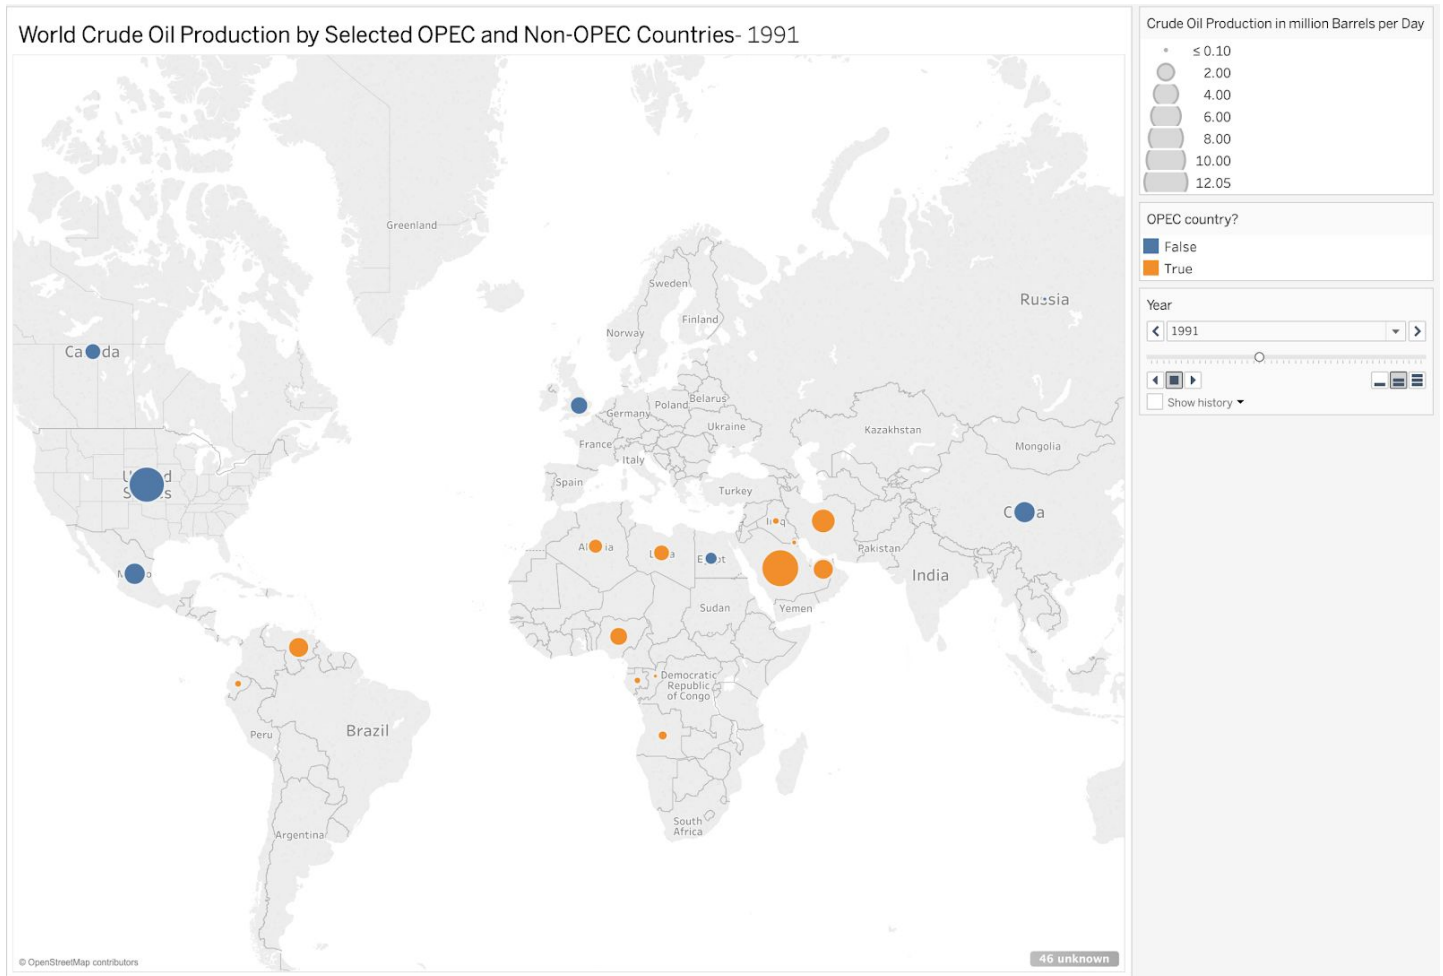 World Crude Oil Production by Selected OPEC and Non-OPEC Countries- 1991
Greenland
Sweden
Finland
Norway
Russia
Ca da
Poland
Belarus
Germany
Ukraine
France
Italy
Spain
Turkey
Kazakhstan
Mongolia
Pakistan
India
Sudan
Yemen
Democratic
Republic
of Congo
Brazil
Peru
Argentina
South
Africa
© OpenStreetMap contributors
46 unknown
Crude Oil Production in million Barrels per Day
≤ 0.10
2.00
4.00
6.00
8.00
10.00
12.05
OPEC country?
False
True
Year
1991
Show history